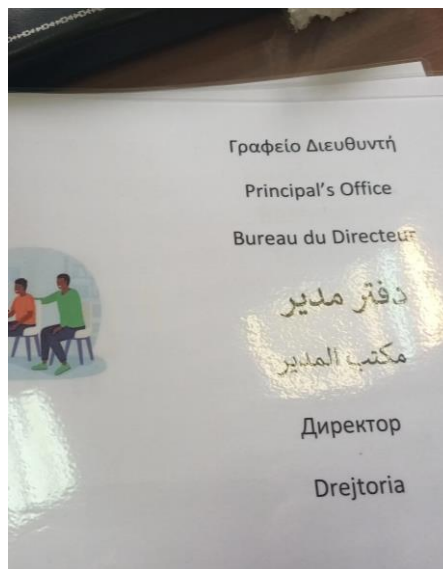 Γραφείο Διευθυντή
Principal's Office
Bureau du Directeur
دفتر مدیر
مكتب المدير
Директор
Drejtoria